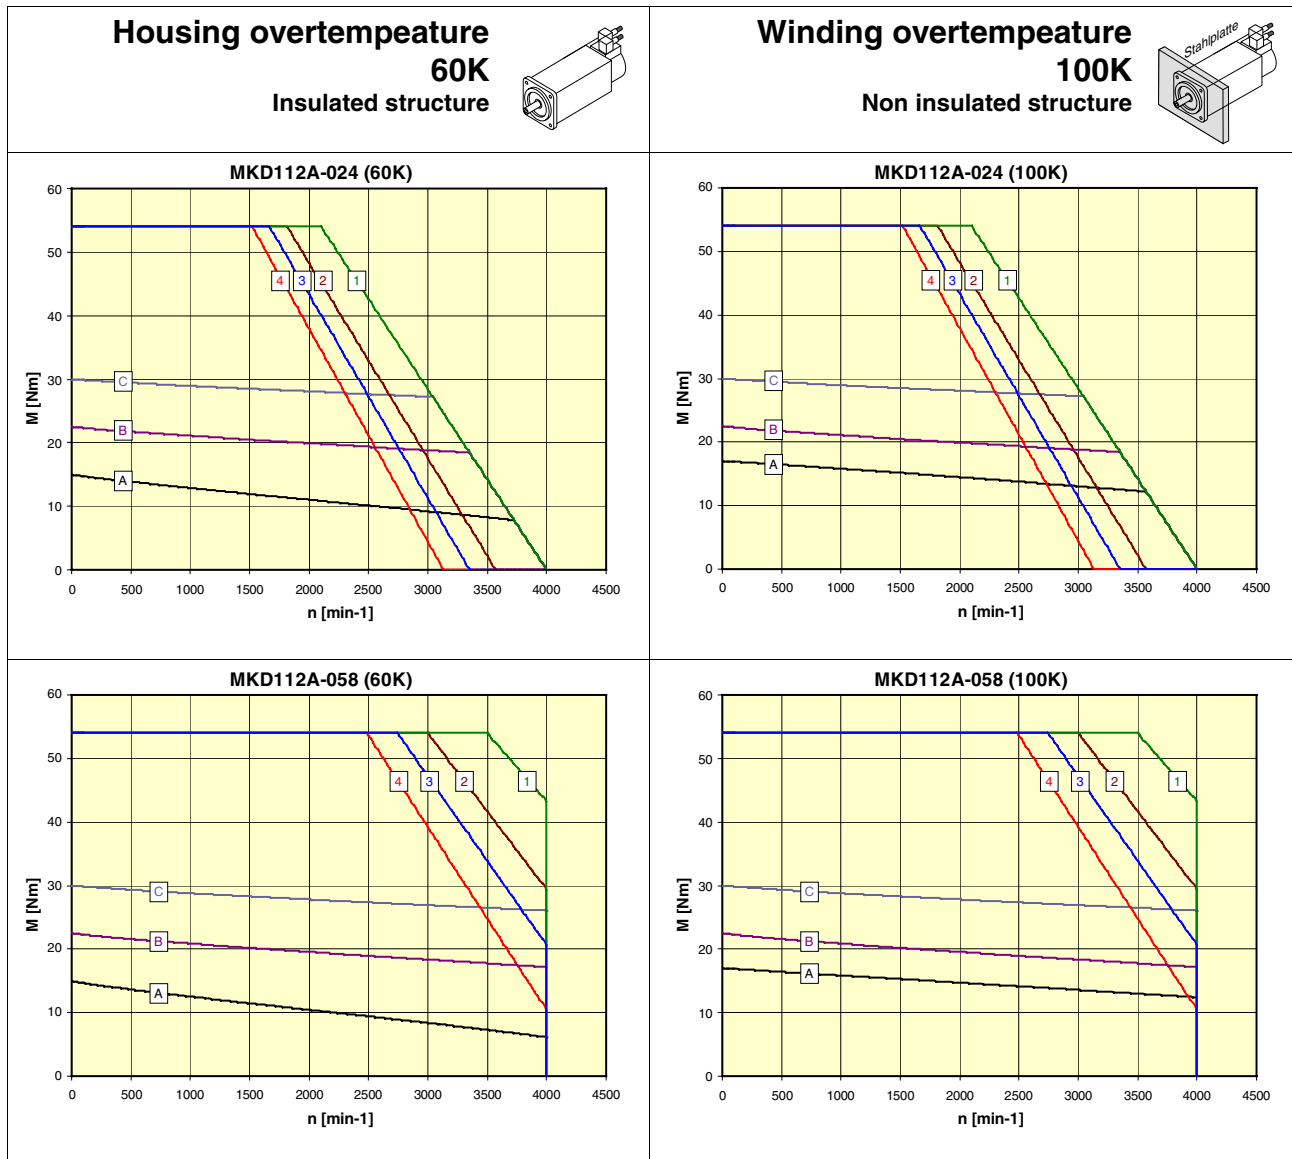 Housing overtempeature
60K
Insulated structure
Winding overtempeature
100K
Non insulated structure
Stahlplatte
MKD112A-024 (60K)
60
50
40
30
20
10
0
M [Nm]
4
3
2
1
C
B
A
0 500 1000 1500 2000 2500 3000 3500 4000 4500
n [min-1]
MKD112A-024 (100K)
60
50
40
30
20
10
0
M [Nm]
4
3
2
1
C
B
A
0 500 1000 1500 2000 2500 3000 3500 4000 4500
n [min-1]
MKD112A-058 (60K)
60
50
40
30
20
10
0
M [Nm]
4
3
2
1
C
B
A
0 500 1000 1500 2000 2500 3000 3500 4000 4500
n [min-1]
MKD112A-058 (100K)
60
50
40
30
20
10
0
M [Nm]
4
3
2
1
C
B
A
0 500 1000 1500 2000 2500 3000 3500 4000 4500
n [min-1]